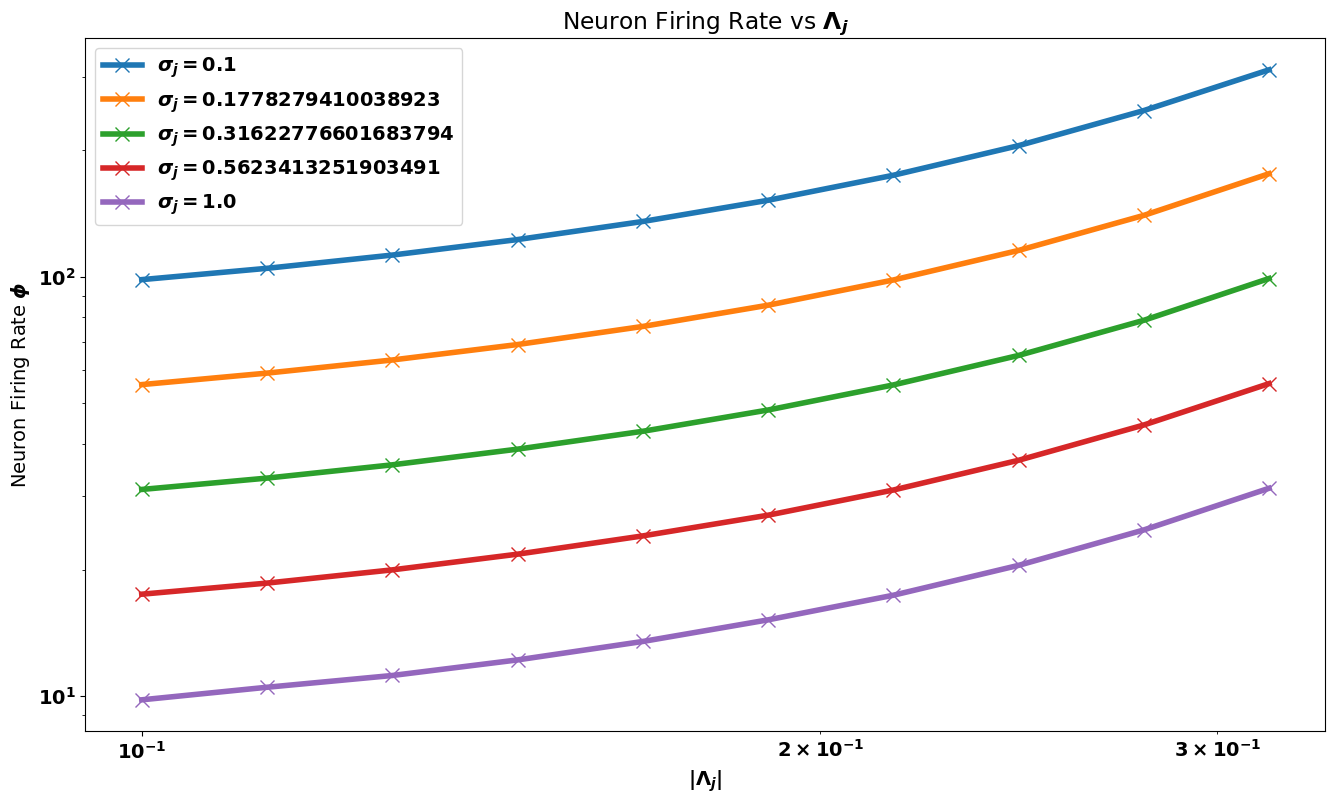 Neuron Firing Rate vs Λⱼ
σⱼ = 0.1
σⱼ = 0.1778279410038923
σⱼ = 0.31622776601683794
σⱼ = 0.5623413251903491
σⱼ = 1.0
10²
10¹
Neuron Firing Rate ϕ
10⁻¹
2 × 10⁻¹
3 × 10⁻¹
|Λⱼ|